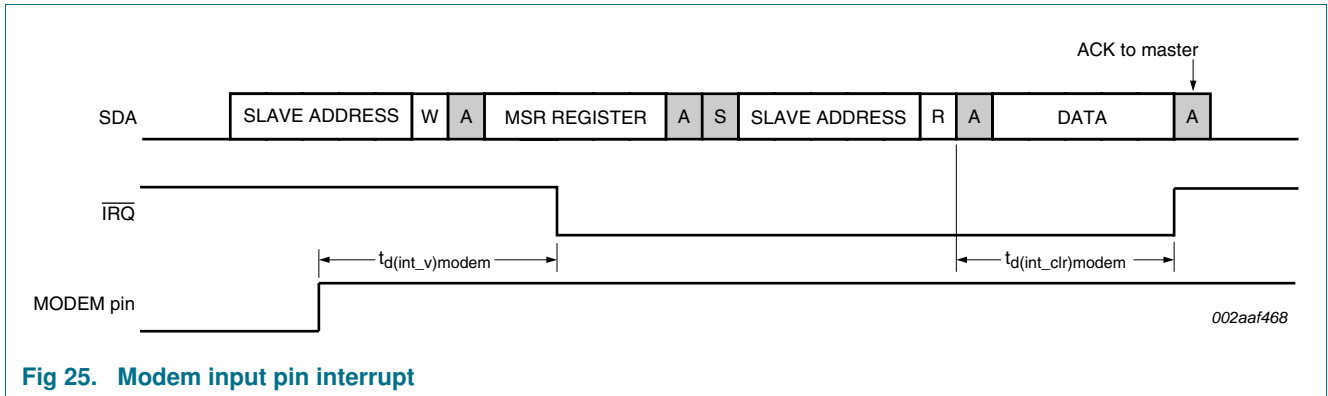 ACK to master
SDA SLAVE ADDRESS W A MSR REGISTER A S SLAVE ADDRESS R A DATA A
IRQ
td(int_v)modem td(int_clr)modem
MODEM pin
002aaf468
Fig 25. Modem input pin interrupt